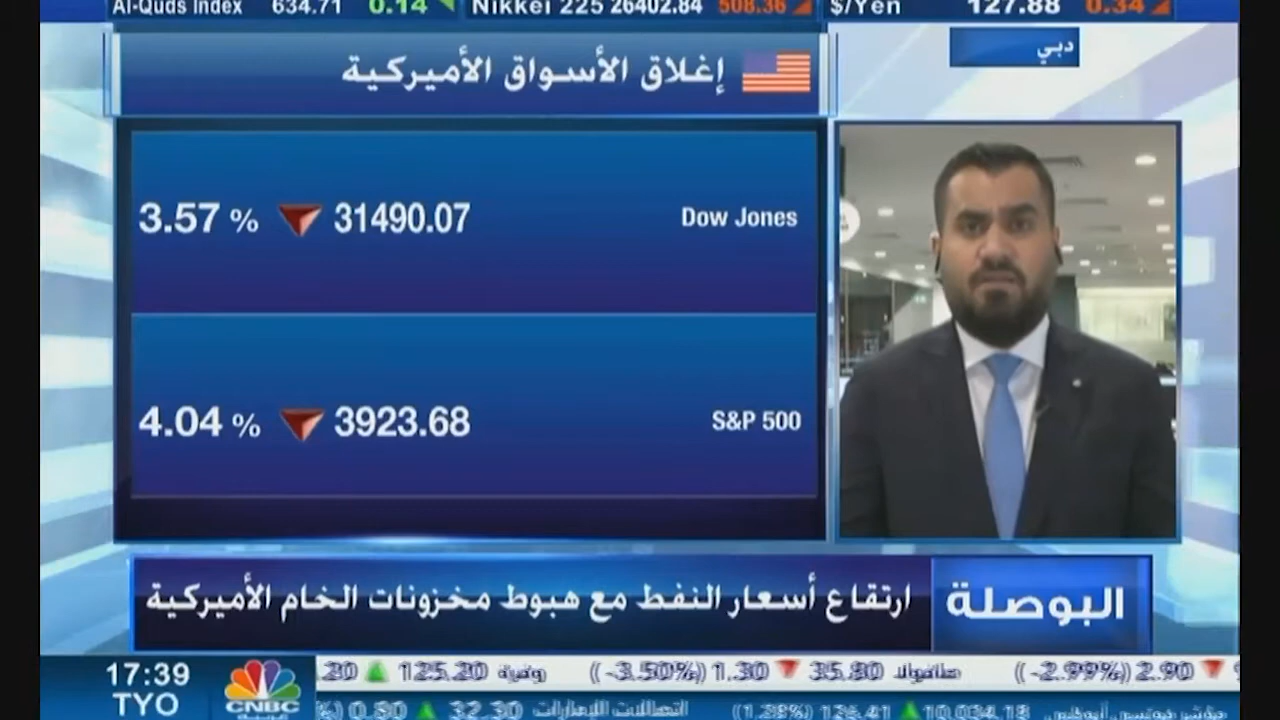 Al-Quds Index 634.71 0.14 Nikkei 225 26402.84 508.36 $/Yen 127.88 0.34
دبي
إغلاق الأسواق الأميركية
3.57 % 31490.07 Dow Jones
4.04 % 3923.68 S&P 500
البوصلة
ارتفاع أسعار النفط مع هبوط مخزونات الخام الأميركية
17:39
TYO
CNBC
عربية
.20 125.20 وفرة ((-3.50%) 1.30 35.80 ((-2.99%) 2.90
%) 0.80 32.30 اتصالات الإمارات ((1.28%) 126.41 10,034.18